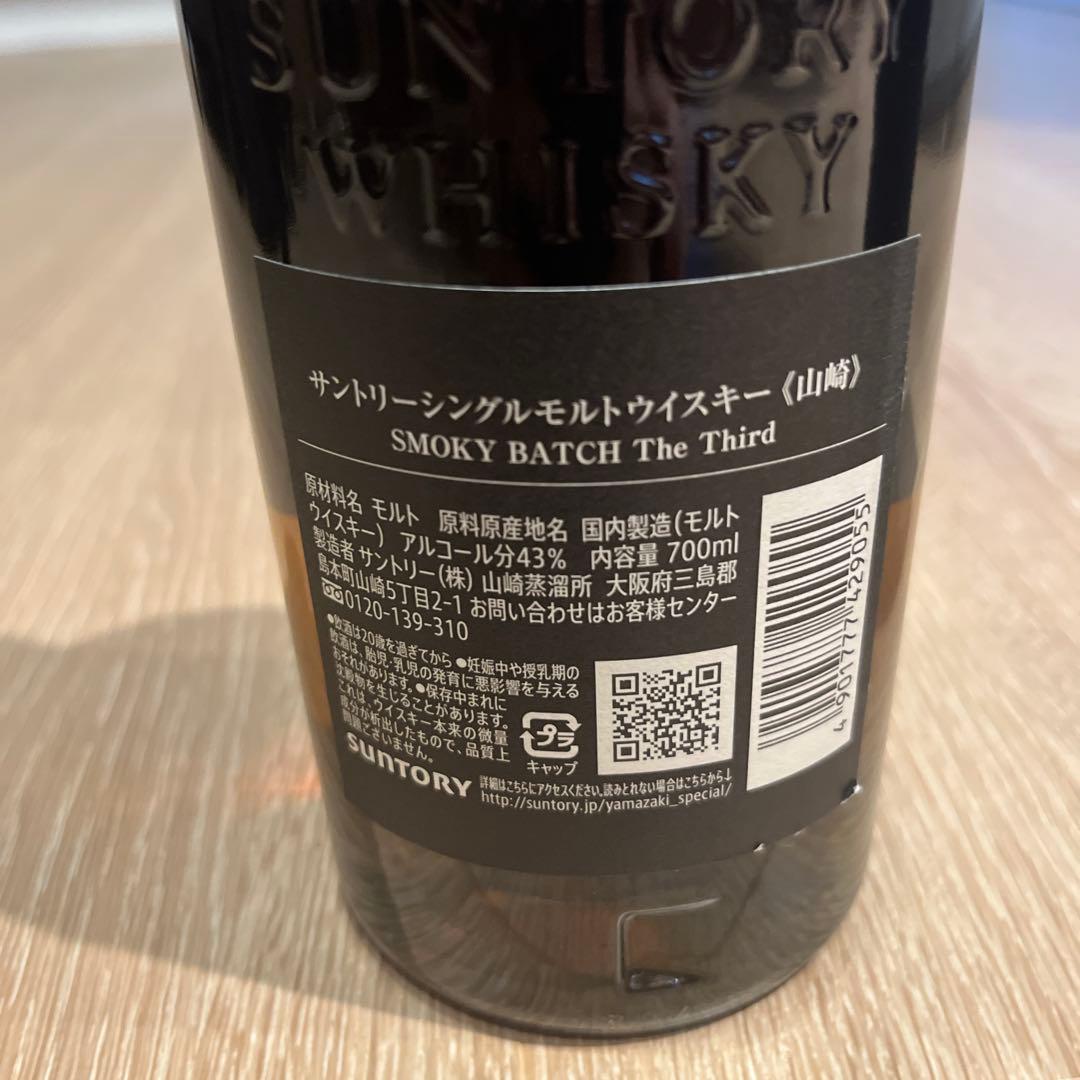 SUNTORY
WHISKY
サントリーシングルモルトウイスキー《山崎》
SMOKY BATCH The Third
原材料名 モルト 原料原産地名 国内製造(モルト
ウイスキー) アルコール分43% 内容量 700ml
製造者 サントリー(株) 山崎蒸溜所 大阪府三島郡
島本町山崎5丁目2-1 お問い合わせはお客様センター
0120-139-310
●飲酒は20歳を過ぎてから ●妊娠中や授乳期の
飲酒は、胎児・乳児の発育に悪影響を与える
おそれがあります。●保存中まれに
沈殿物を生じることがあります。
これは、ウイスキー本来の微量
成分が析出したもので、品質上
問題ございません。
プラ
キャップ
SUNTORY
詳細はこちらにアクセスください。読みとれない場合はこちらから↓
http://suntory.jp/yamazaki_special/
4 901777 429055